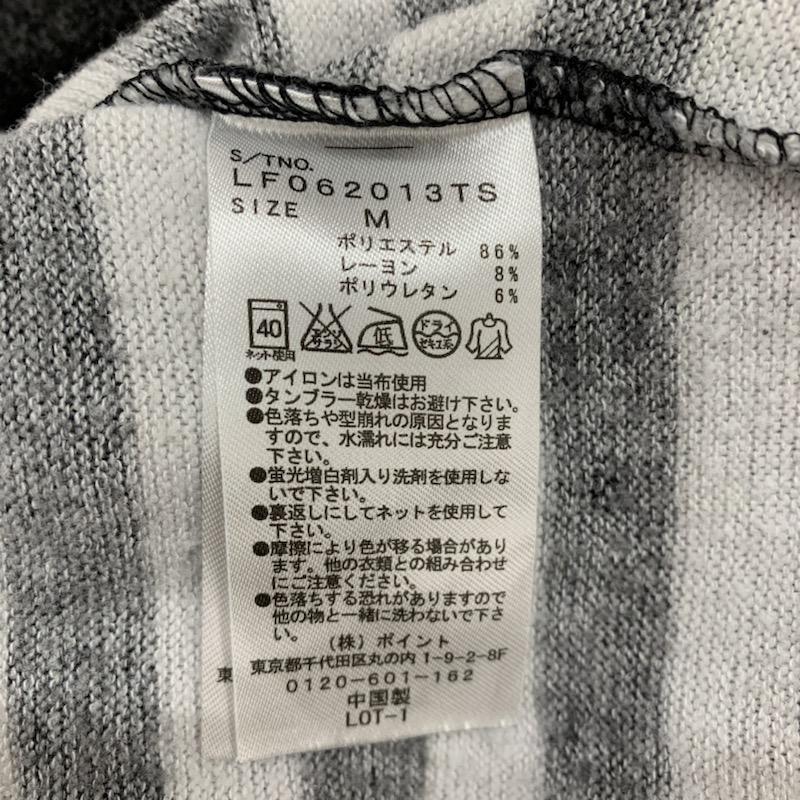 S/TNO.
LF062013TS
SIZE M
ポリエステル 86%
レーヨン 8%
ポリウレタン 6%
40 エンソサラシ 低 ドライ セキユ系
ネット使用
●アイロンは当布使用
●タンブラー乾燥はお避け下さい。
●色落ちや型崩れの原因となりま
すので、水濡れには充分ご注意
下さい。
●蛍光増白剤入り洗剤を使用しな
いで下さい。
●裏返しにしてネットを使用して
下さい。
●摩擦により色が移る場合があり
ます。他の衣類との組み合わせ
にご注意ください。
●色落ちする恐れがありますので
他の物と一緒に洗わないで下さ
い。
(株)ポイント
東京都千代田区丸の内1-9-2-8F
0120-601-162
中国製
LOT-1
東